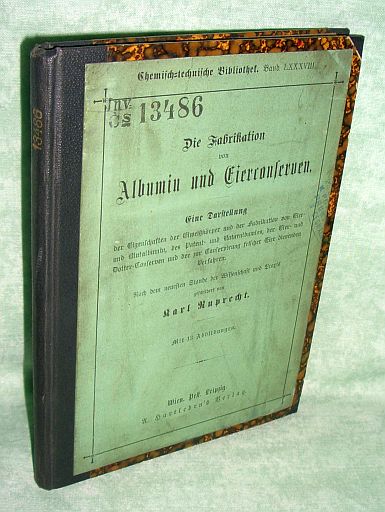 Chemisch-technische Bibliothek. Band LXXXVIII.
Inv. 13486
13486
Die Fabrikation
von
Albumin und Eierconserven.
Eine Darstellung
der Eigenschaften der Eiweißkörper und der Fabrikation von Eier-
und Blutalbumin, des Patent- und Naturalbumins, der Eier- und
Dotter-Conserven und der zur Conservirung frischer Eier dienenden
Verfahren.
Nach dem neuesten Stande der Wissenschaft und Praxis
geschildert von
Karl Ruprecht.
Mit 13 Abbildungen.
Wien. Pest. Leipzig.
A. Hartleben's Verlag.